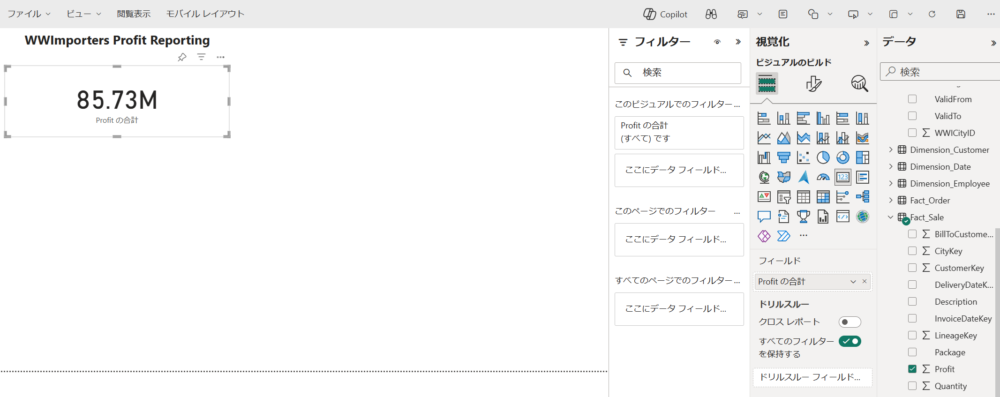 ファイル ビュー 閲覧表示 モバイル レイアウト Copilot
WWImporters Profit Reporting
85.73M
Profit の合計
フィルター
検索
このビジュアルでのフィルター...
Profit の合計
(すべて) です
ここにデータ フィールド...
このページでのフィルター ...
ここにデータ フィールド...
すべてのページでのフィルター...
ここにデータ フィールド...
視覚化
ビジュアルのビルド
123
フィールド
Profit の合計
ドリルスルー
クロス レポート
すべてのフィルター
を保持する
ドリルスルー フィールド...
データ
検索
ValidFrom
ValidTo
WWICityID
Dimension_Customer
Dimension_Date
Dimension_Employee
Fact_Order
Fact_Sale
BillToCustome...
CityKey
CustomerKey
DeliveryDateK...
Description
InvoiceDateKey
LineageKey
Package
Profit
Quantity